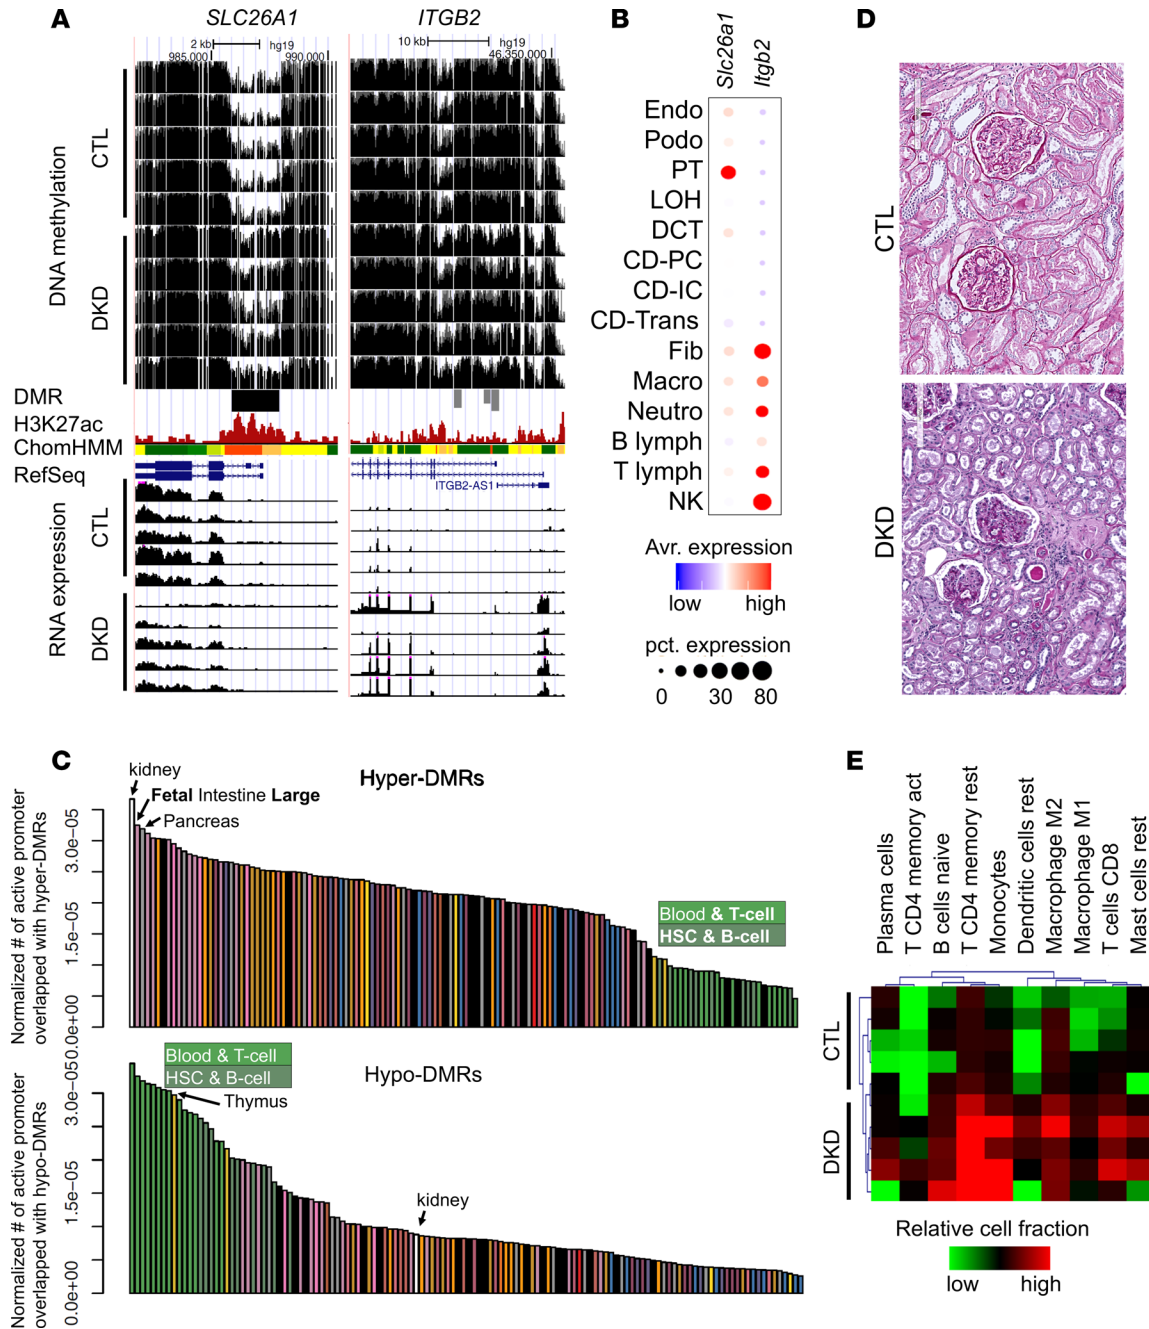 A
SLC26A1
ITGB2
2 kb
hg19
10 kb
hg19
985,000
990,000
46,350,000
DNA methylation
CTL
DKD
DMR
H3K27ac
ChomHMM
RefSeq
ITGB2-AS1
RNA expression
CTL
DKD
B
Slc26a1
Itgb2
Endo
Podo
PT
LOH
DCT
CD-PC
CD-IC
CD-Trans
Fib
Macro
Neutro
B lymph
T lymph
NK
Avr. expression
low
high
pct. expression
0
30
80
D
CTL
DKD
C
Hyper-DMRs
kidney
Fetal Intestine Large
Pancreas
Blood & T-cell
HSC & B-cell
Normalized # of active promoter
overlapped with hyper-DMRs
3.0e−05
1.5e−05
0.0e+00
Hypo-DMRs
Blood & T-cell
HSC & B-cell
Thymus
kidney
Normalized # of active promoter
overlapped with hypo-DMRs
3.0e−05
1.5e−05
0.0e+00
E
Plasma cells
T CD4 memory act
B cells naive
T CD4 memory rest
Monocytes
Dendritic cells rest
Macrophage M2
Macrophage M1
T cells CD8
Mast cells rest
CTL
DKD
Relative cell fraction
low
high